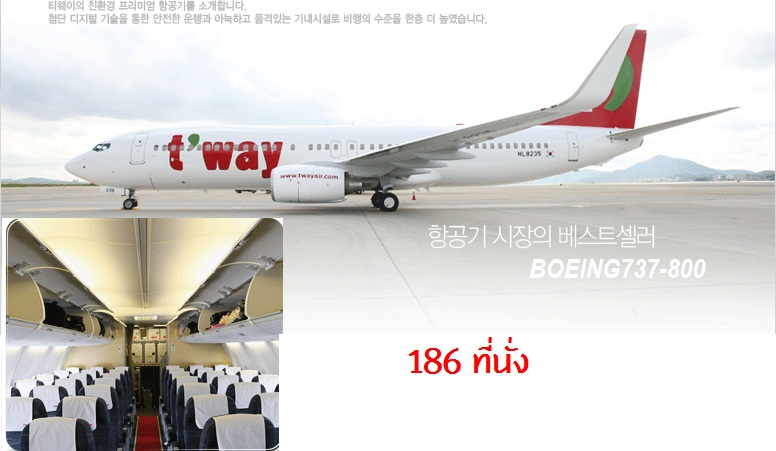 티웨이의 친환경 프리미엄 항공기를 소개합니다.
첨단 디지털 기술을 통한 안전한 운행과 아늑하고 품격있는 기내시설로 비행의 수준을 한층 더 높였습니다.
t'way
HL8235
www.twayair.com
235
항공기 시장의 베스트셀러
BOEING737-800
186 ที่นั่ง